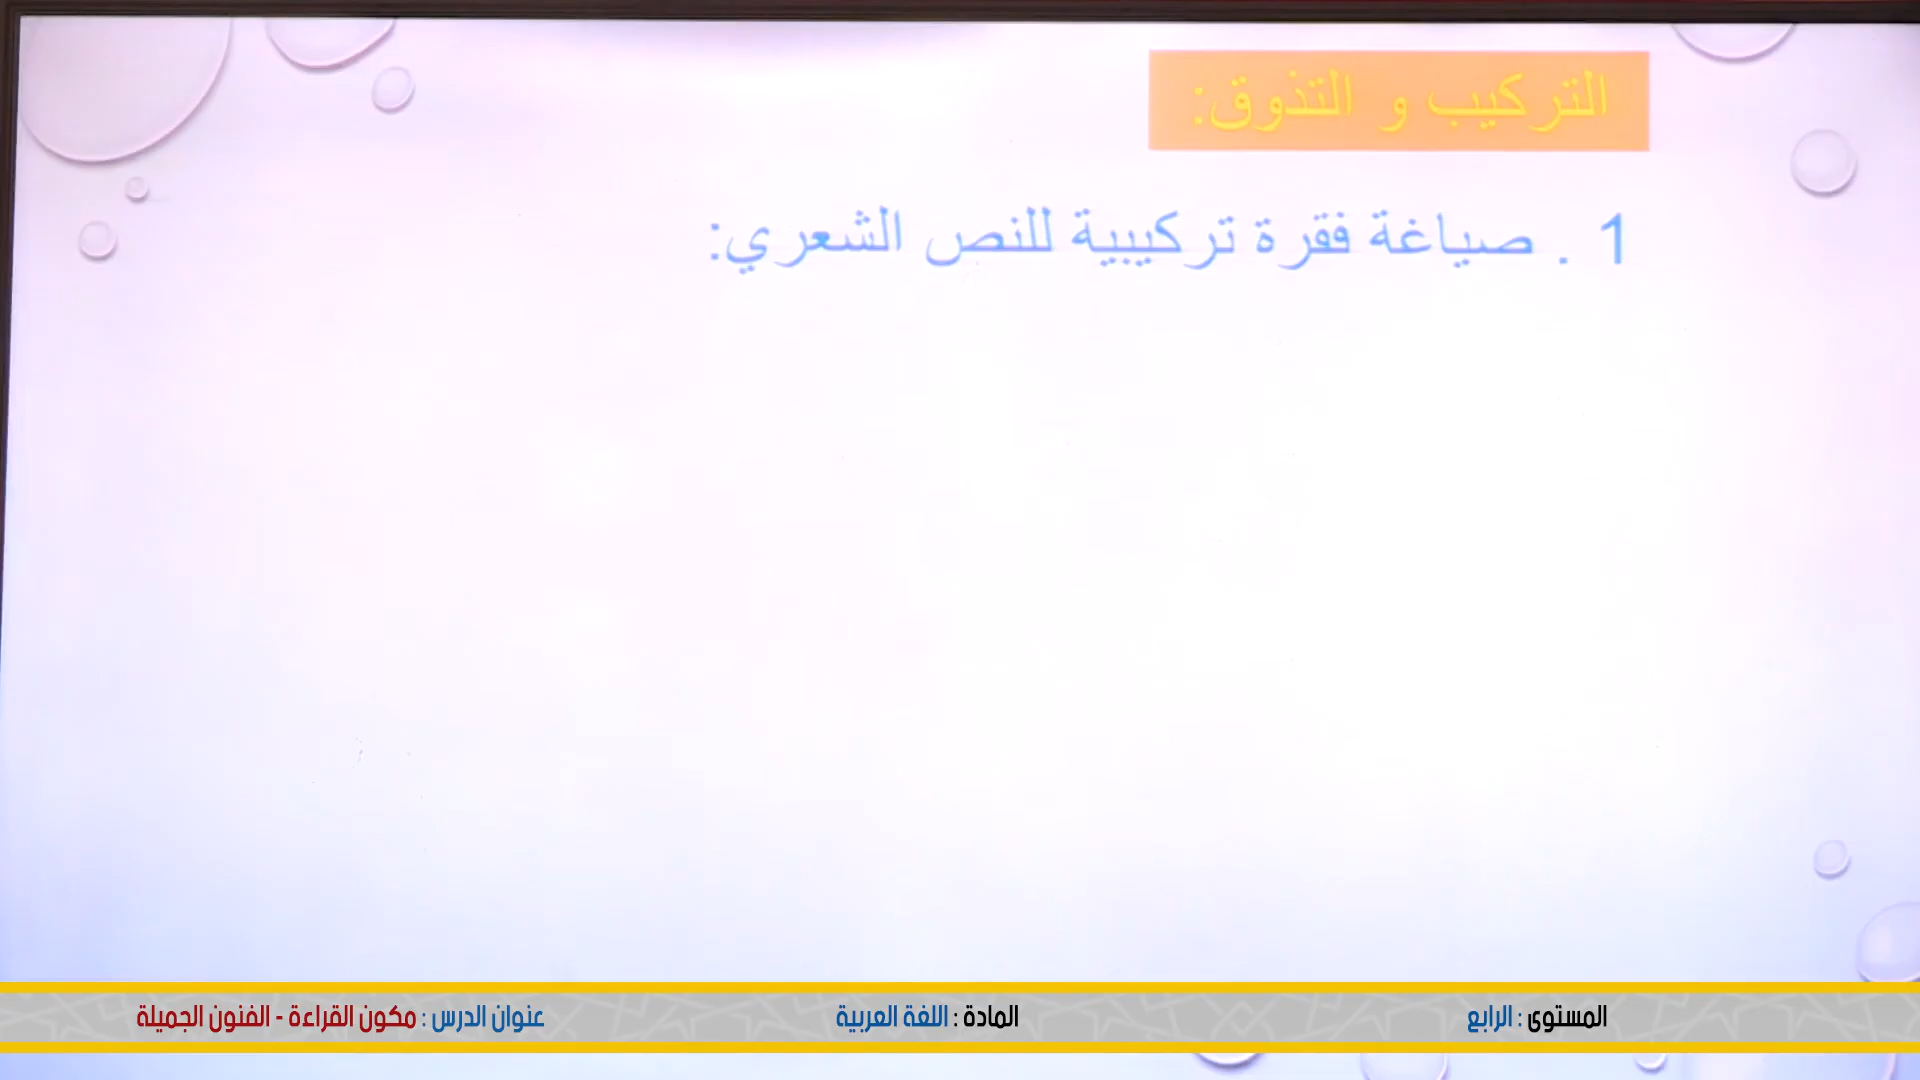 التركيب و التذوق:
1 . صياغة فقرة تركيبية للنص الشعري:
المستوى : الرابع
المادة : اللغة العربية
عنوان الدرس : مكون القراءة - الفنون الجميلة